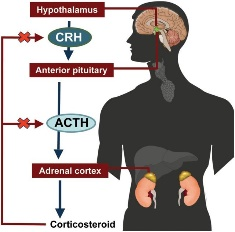 Hypothalamus
CRH
Anterior pituitary
ACTH
Adrenal cortex
Corticosteroid